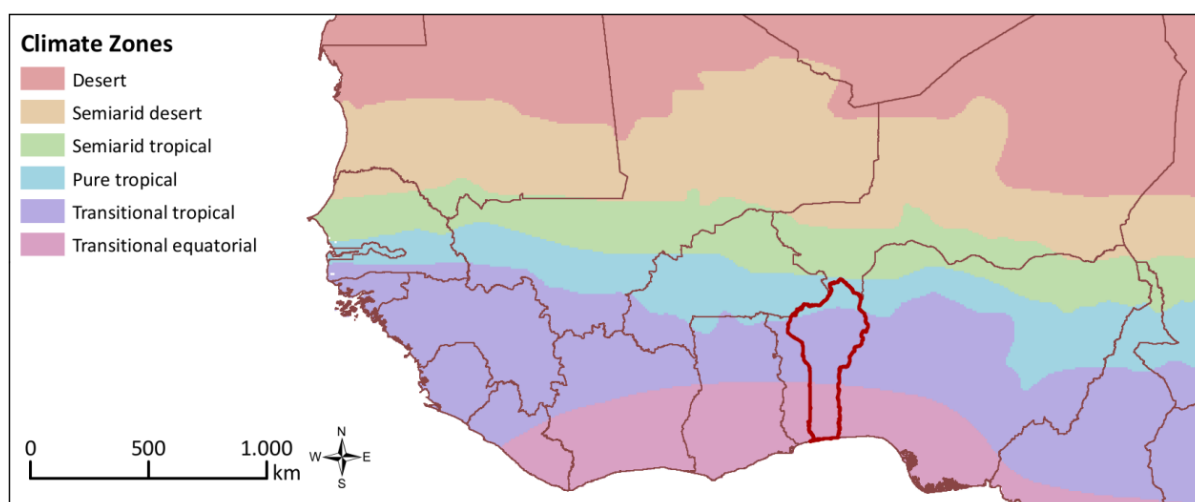 Climate Zones
Desert
Semiarid desert
Semiarid tropical
Pure tropical
Transitional tropical
Transitional equatorial
0 500 1.000
km
N
W E
S